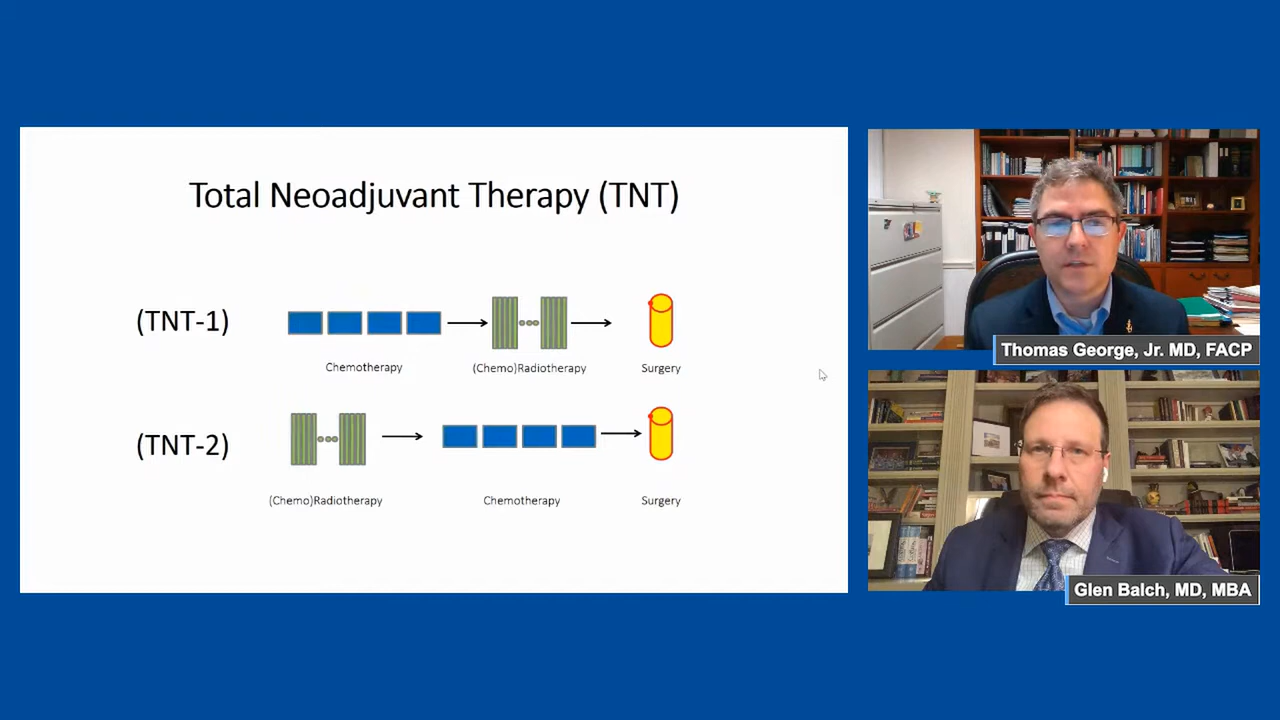 Total Neoadjuvant Therapy (TNT)
(TNT-1)
Chemotherapy
(Chemo)Radiotherapy
Surgery
(TNT-2)
(Chemo)Radiotherapy
Chemotherapy
Surgery
Thomas George, Jr. MD, FACP
Glen Balch, MD, MBA